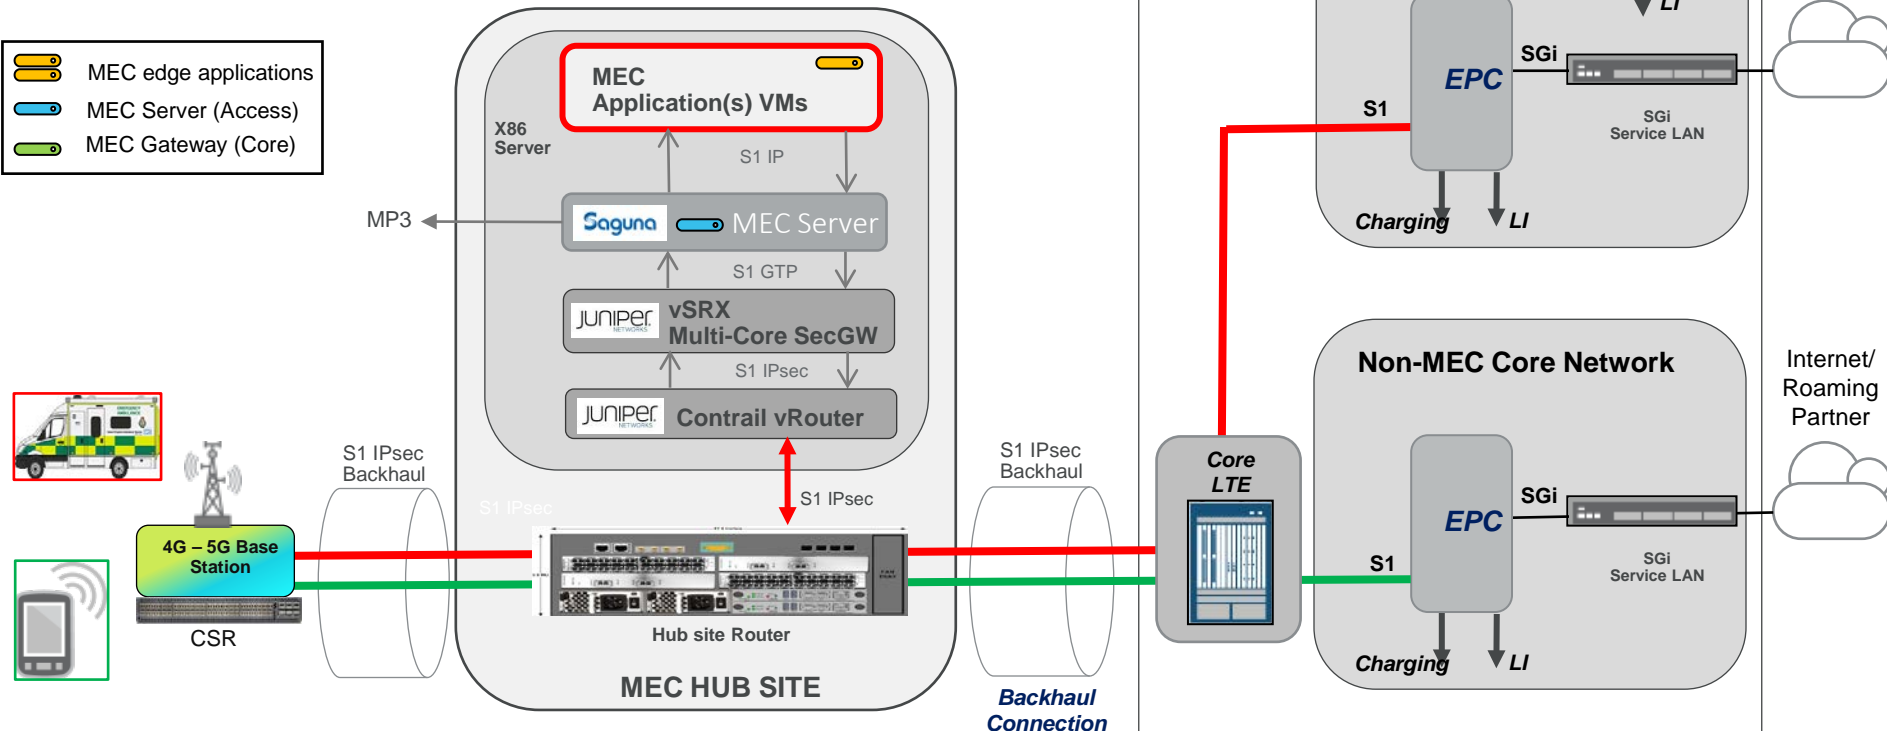 MEC edge applications
MEC Server (Access)
MEC Gateway (Core)
X86
Server
MEC
Application(s) VMs
S1 IP
MP3
Saguna
MEC Server
S1 GTP
JUNIPER
NETWORKS
vSRX
Multi-Core SecGW
S1 IPsec
JUNIPER
NETWORKS
Contrail vRouter
S1 IPsec
S1 IPsec
Hub site Router
MEC HUB SITE
4G – 5G Base
Station
CSR
S1 IPsec
Backhaul
S1 IPsec
Backhaul
Backhaul
Connection
Core
LTE
LI
S1
EPC
SGi
SGi
Service LAN
Charging
LI
Non-MEC Core Network
S1
EPC
SGi
SGi
Service LAN
Charging
LI
Internet/
Roaming
Partner